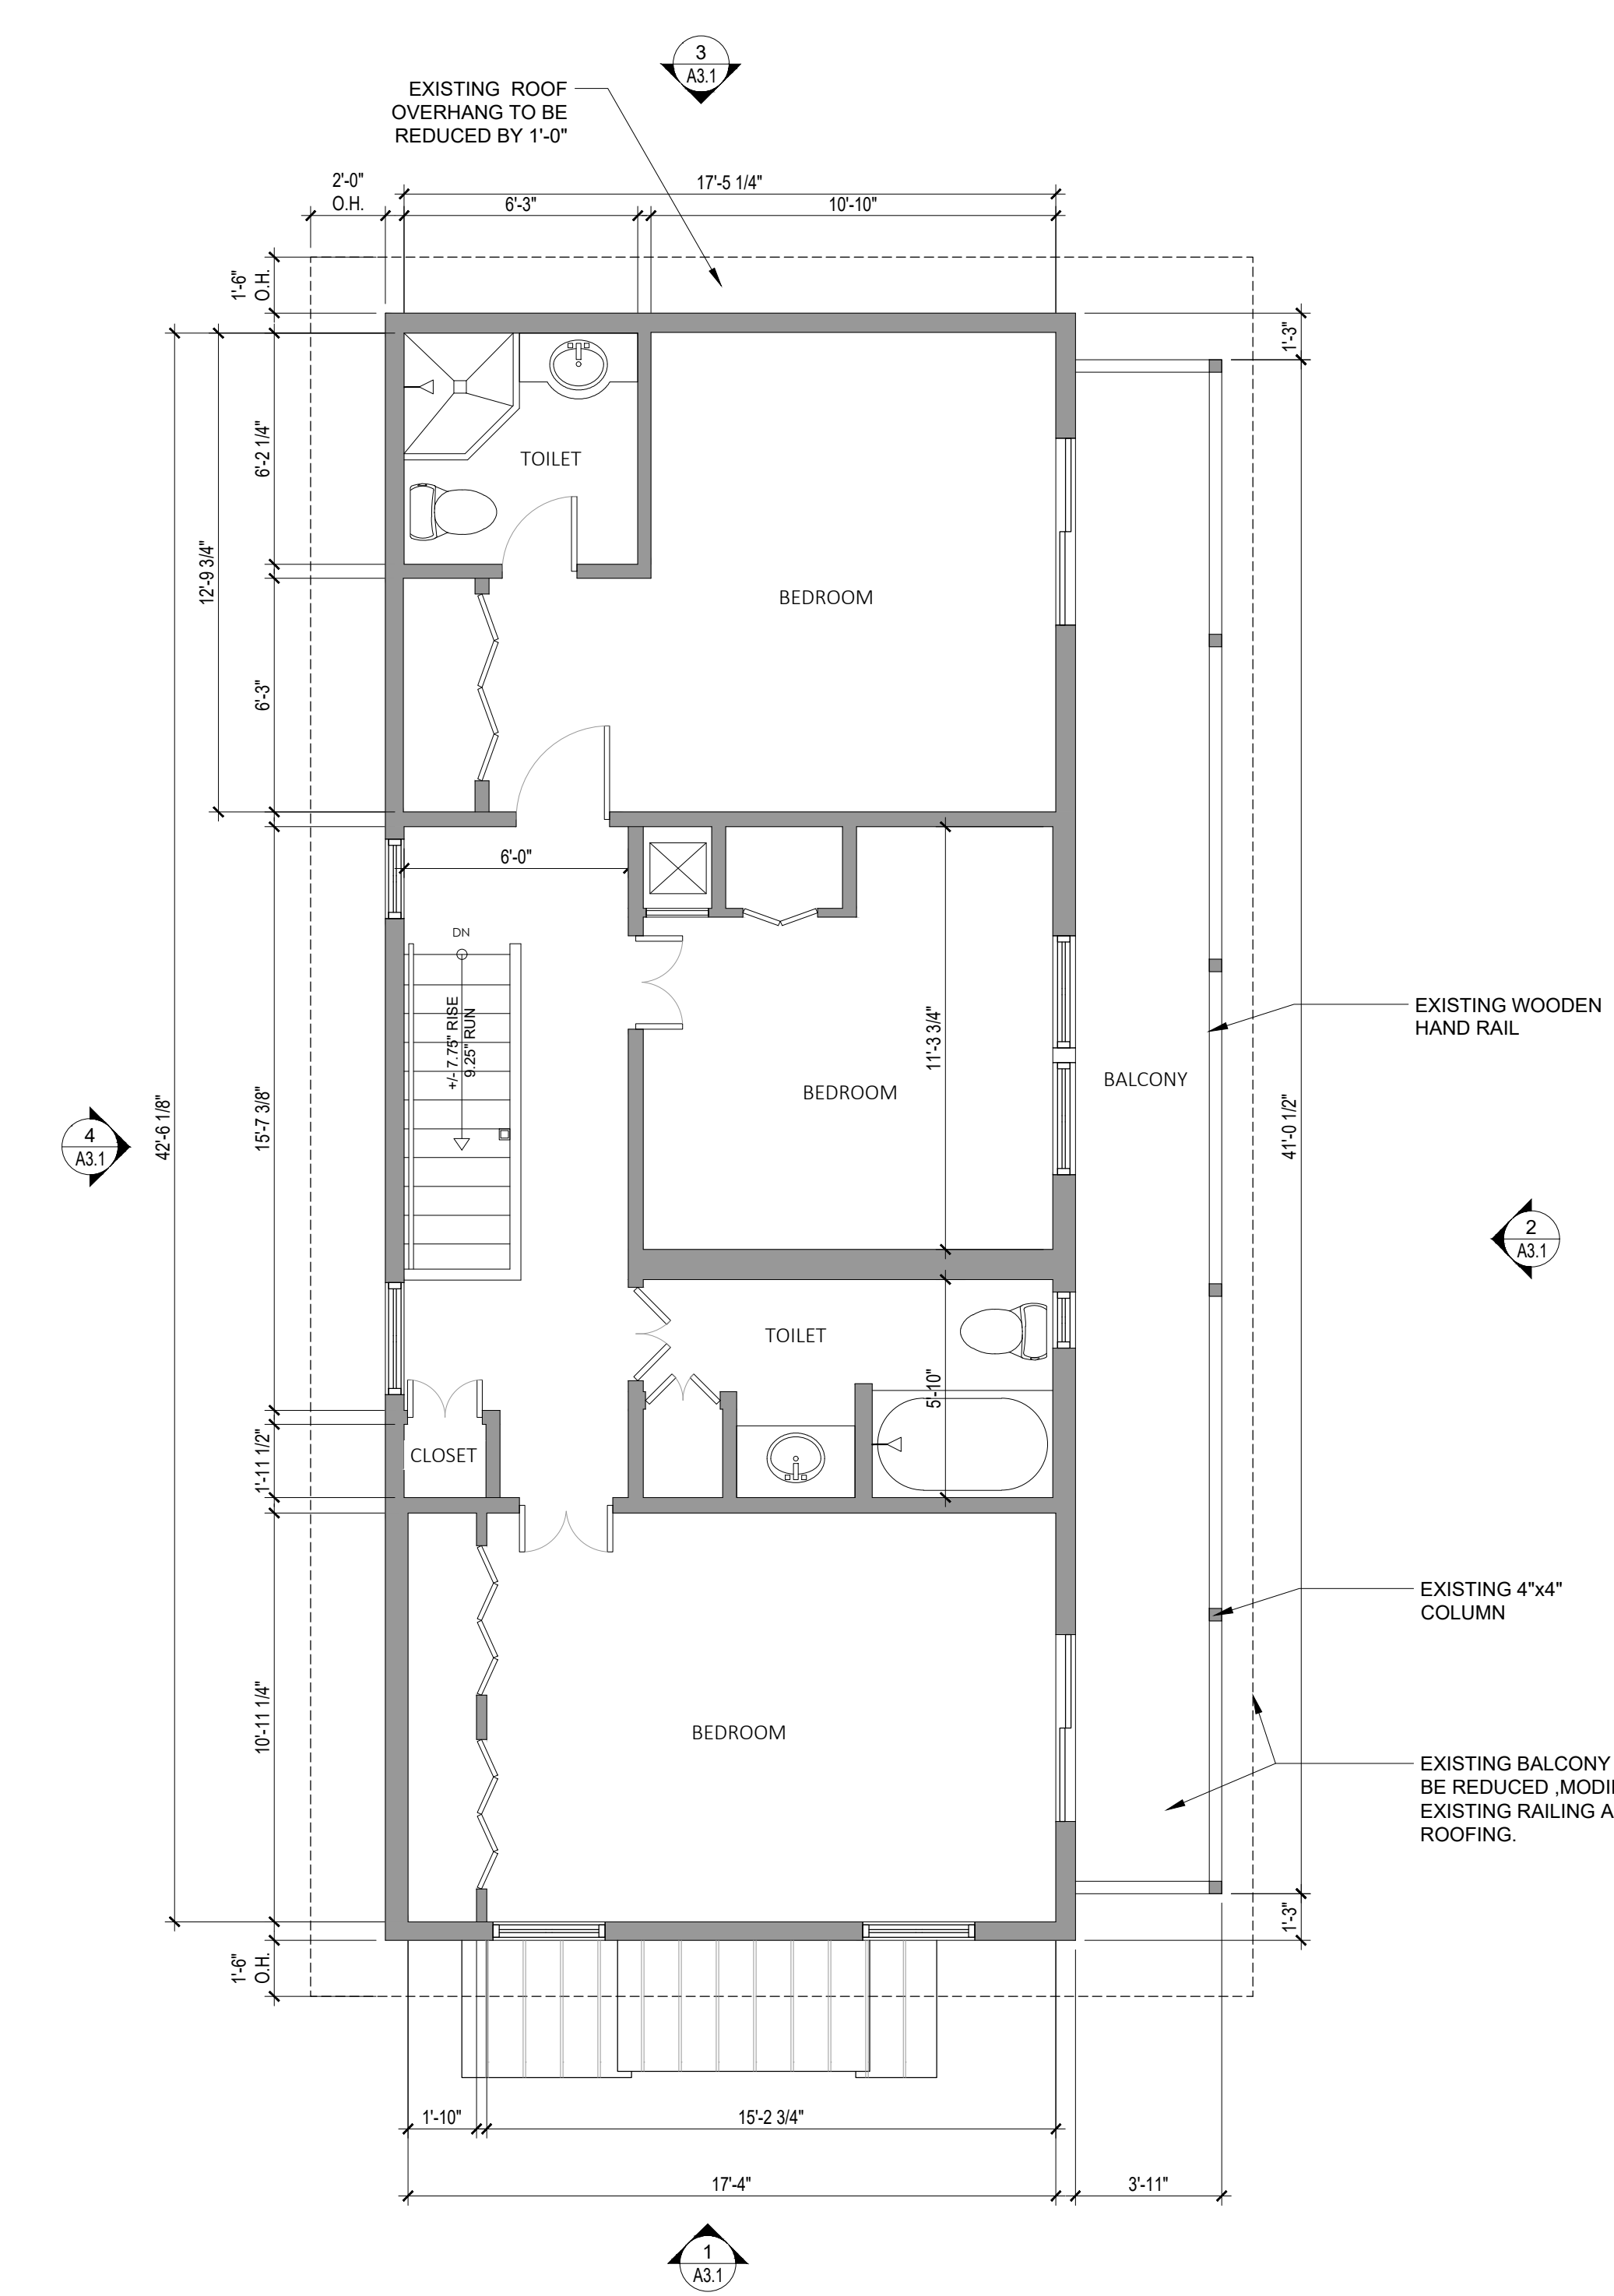 3
A3.1
EXISTING ROOF
OVERHANG TO BE
REDUCED BY 1'-0"
2'-0"
O.H.
17'-5 1/4"
6'-3"
10'-10"
1'-6"
O.H.
1'-3"
6'-2 1/4"
TOILET
12'-9 3/4"
BEDROOM
6'-3"
6'-0"
DN
+/- 7.75" RISE
9.25" RUN
11'-3 3/4"
EXISTING WOODEN
HAND RAIL
BALCONY
BEDROOM
4
A3.1
42'-6 1/8"
15'-7 3/8"
41'-0 1/2"
2
A3.1
TOILET
5'-10"
CLOSET
1'-11 1/2"
EXISTING 4"x4"
COLUMN
10'-11 1/4"
BEDROOM
EXISTING BALCONY
BE REDUCED ,MODI
EXISTING RAILING A
ROOFING.
1'-3"
1'-6"
O.H.
1'-10"
15'-2 3/4"
17'-4"
3'-11"
1
A3.1